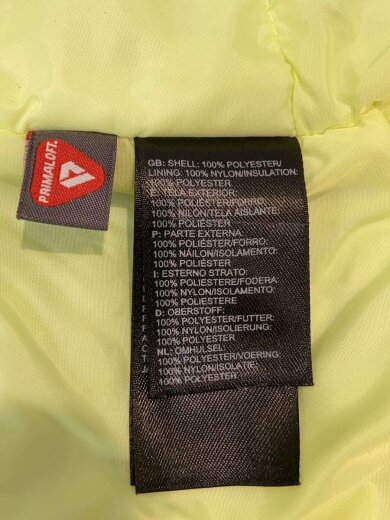 PRIMALOFT.
GB: SHELL: 100% POLYESTER/
LINING: 100% NYLON/INSULATION:
100% POLYESTER
E: TELA EXTERIOR:
100% POLIÉSTER/FORRO:
100% NILÓN/TELA AISLANTE:
100% POLIÉSTER
P: PARTE EXTERNA:
100% POLIÉSTER/FORRO:
100% NÁILON/ISOLAMENTO:
100% POLIÉSTER
I: ESTERNO STRATO:
100% POLIESTERE/FODERA:
100% NYLON/ISOLAMENTO:
100% POLIESTERE
D: OBERSTOFF:
100% POLYESTER/FUTTER:
100% NYLON/ISOLIERUNG:
100% POLYESTER
NL: OMHULSEL:
100% POLYESTER/VOERING:
100% NYLON/ISOLATIE:
100% POLYESTER